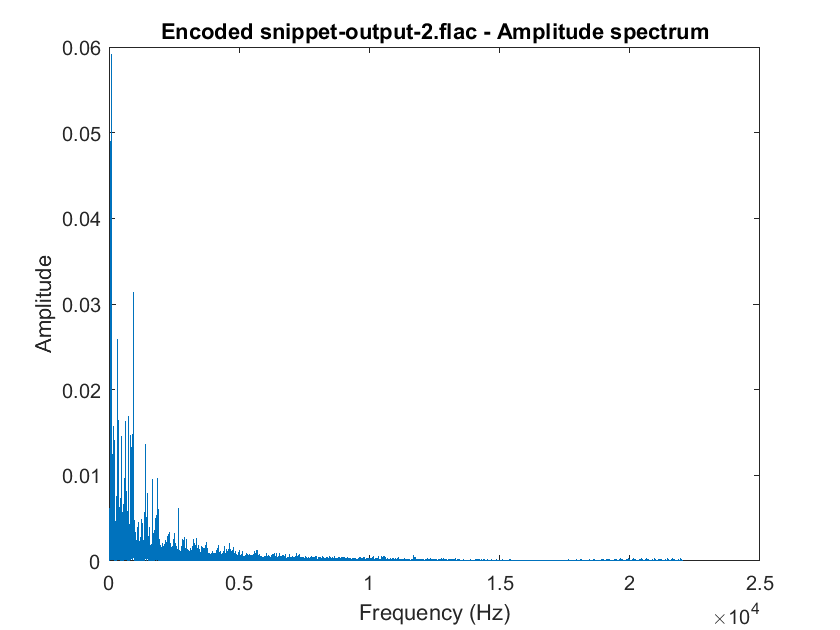 Encoded snippet-output-2.flac - Amplitude spectrum
0.06
0.05
0.04
0.03
0.02
0.01
0
Amplitude
0 0.5 1 1.5 2 2.5
Frequency (Hz)
×10⁴